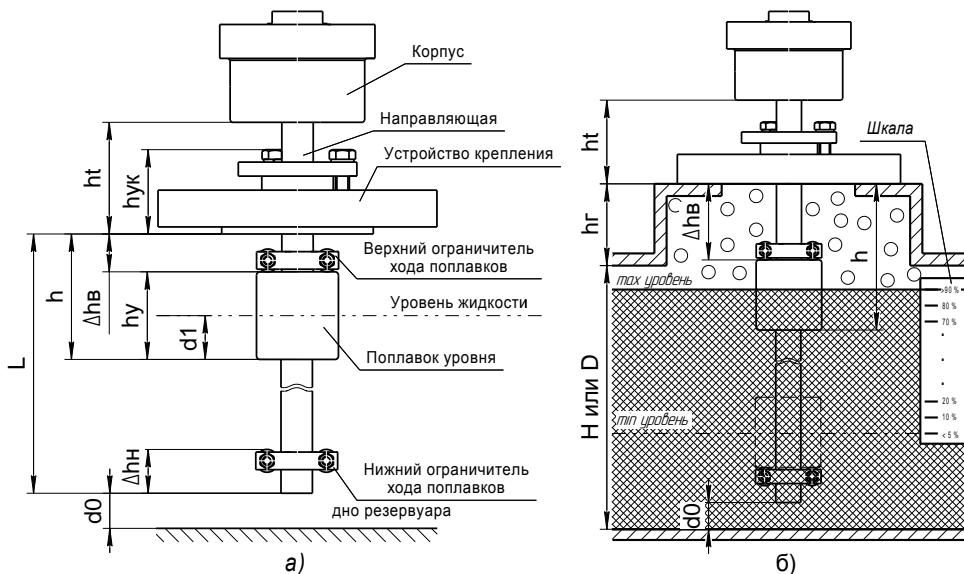 Корпус
Направляющая
Устройство крепления
Верхний ограничитель
хода поплавков
Уровень жидкости
Поплавок уровня
Нижний ограничитель
хода поплавков
дно резервуара
ht
hук
h
Δhв
hу
d1
L
Δhн
d0
а)
Шкала
ht
hг
Δhв
h
max уровень
>90 %
80 %
70 %
H или D
20 %
min уровень
10 %
< 5 %
d0
б)